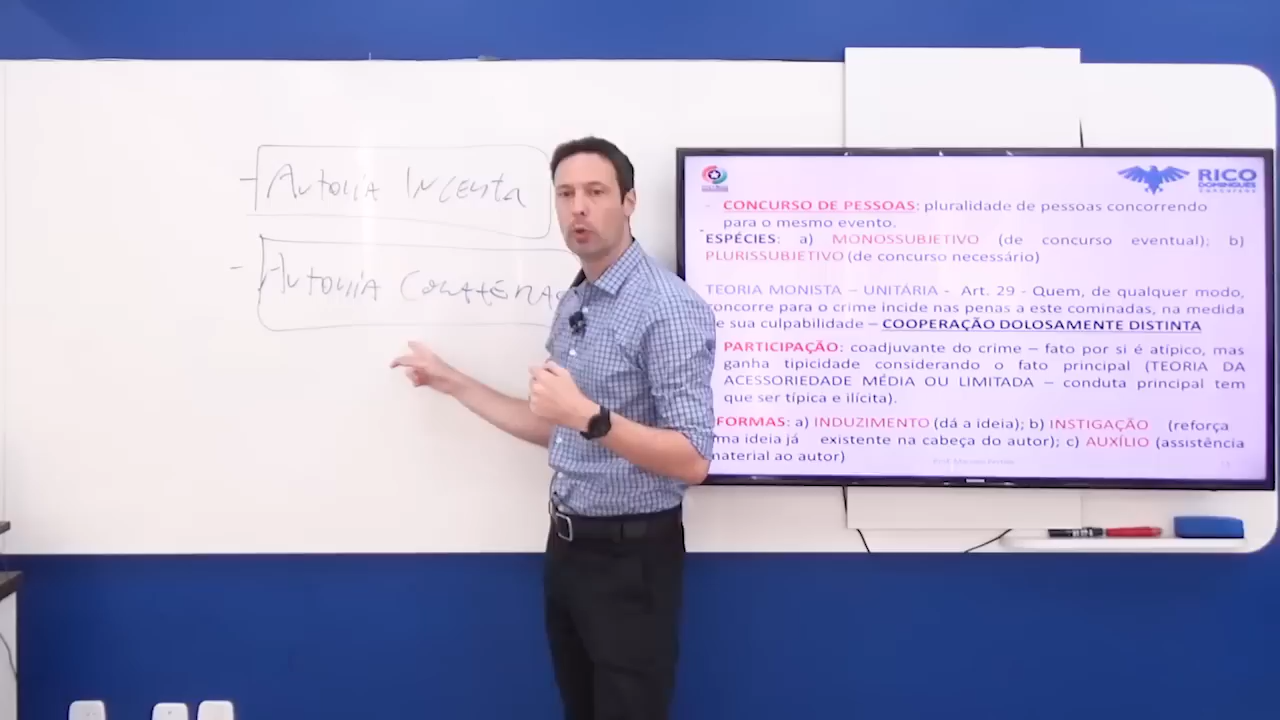 Autoria Incerta
Autoria
RICO
DOMINGUES
CONCURSO DE PESSOAS: pluralidade de pessoas concorrendo
para o mesmo evento.
ESPÉCIES: a) MONOSSUBJETIVO (de concurso eventual); b)
PLURISSUBJETIVO (de concurso necessário)
TEORIA MONISTA – UNITÁRIA - Art. 29 - Quem, de qualquer modo,
concorre para o crime incide nas penas a este cominadas, na medida
sua culpabilidade – COOPERAÇÃO DOLOSAMENTE DISTINTA
PARTICIPAÇÃO: coadjuvante do crime – fato por si é atípico, mas
ganha tipicidade considerando o fato principal (TEORIA DA
ACESSORIEDADE MÉDIA OU LIMITADA – conduta principal tem
que ser típica e ilícita).
FORMAS: a) INDUZIMENTO (dá a ideia); b) INSTIGAÇÃO (reforça
uma ideia já existente na cabeça do autor); c) AUXÍLIO (assistência
material ao autor)